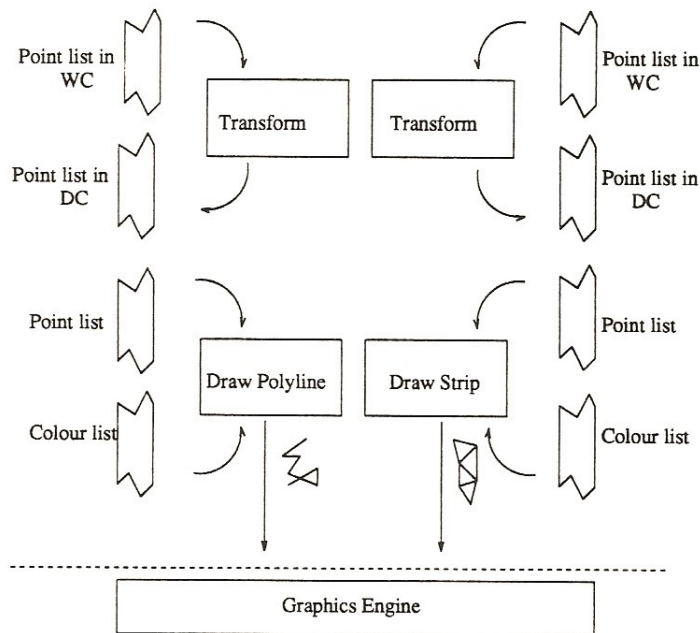 Point list in
WC
Transform
Transform
Point list in
WC
Point list in
DC
Point list in
DC
Point list
Point list
Draw Polyline
Draw Strip
Colour list
Colour list
Graphics Engine